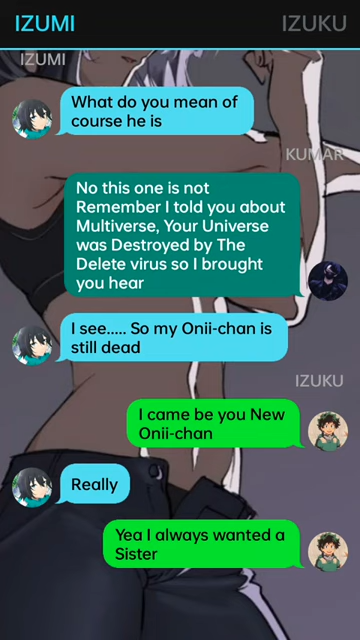 IZUMI IZUKU
IZUMI
What do you mean of
course he is
KUMAR
No this one is not
Remember I told you about
Multiverse, Your Universe
was Destroyed by The
Delete virus so I brought
you hear
I see..... So my Onii-chan is
still dead
IZUKU
I came be you New
Onii-chan
Really
Yea I always wanted a
Sister